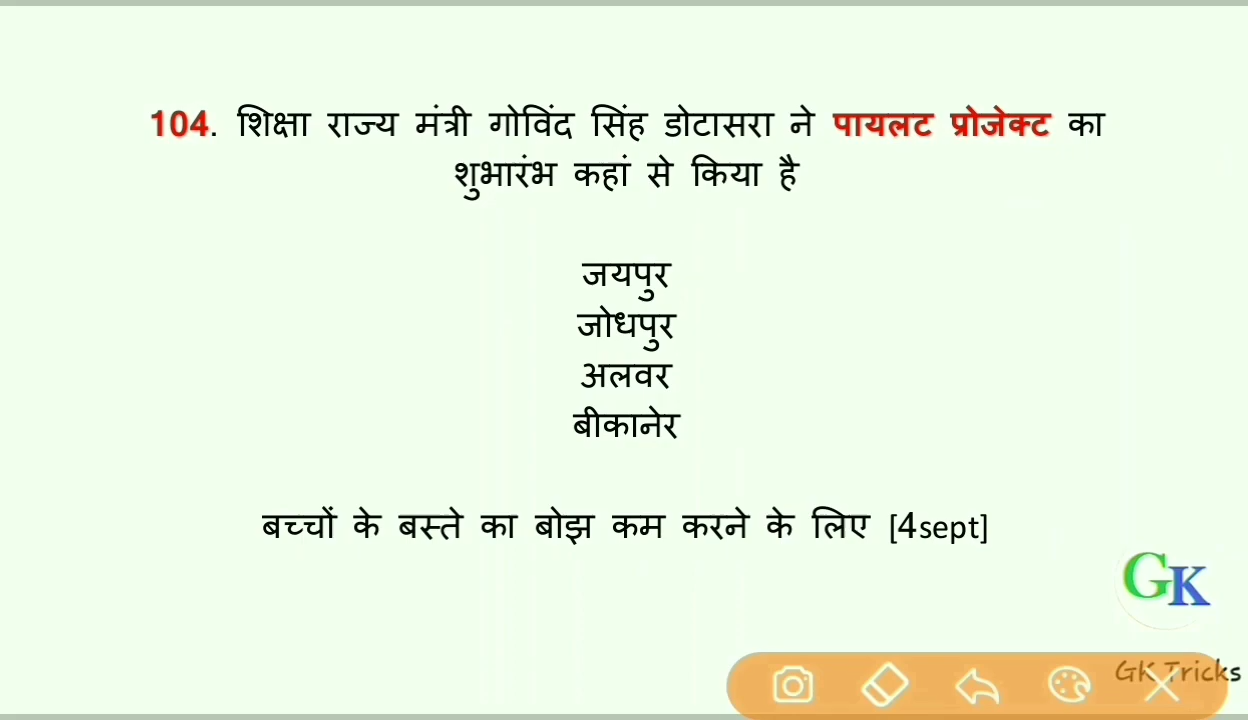 104. शिक्षा राज्य मंत्री गोविंद सिंह डोटासरा ने पायलट प्रोजेक्ट का
शुभारंभ कहां से किया है
जयपुर
जोधपुर
अलवर
बीकानेर
बच्चों के बस्ते का बोझ कम करने के लिए [4sept]
GK
GK Tricks